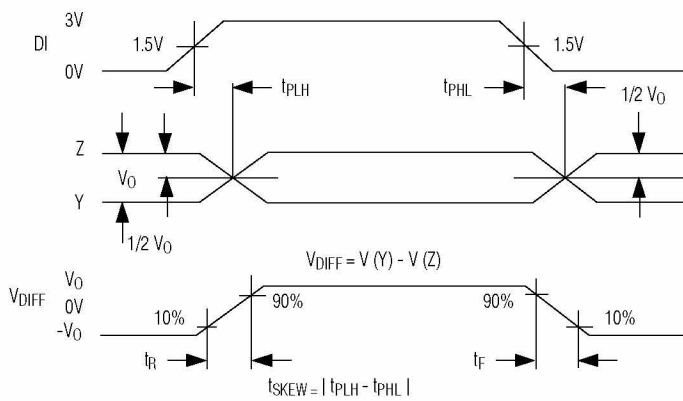 3V
DI
1.5V
1.5V
0V
tPLH
tPHL
1/2 VO
Z
VO
Y
1/2 VO
VDIFF = V (Y) - V (Z)
VO
VDIFF
0V
90%
90%
10%
10%
-VO
tR
tF
tSKEW = | tPLH - tPHL |